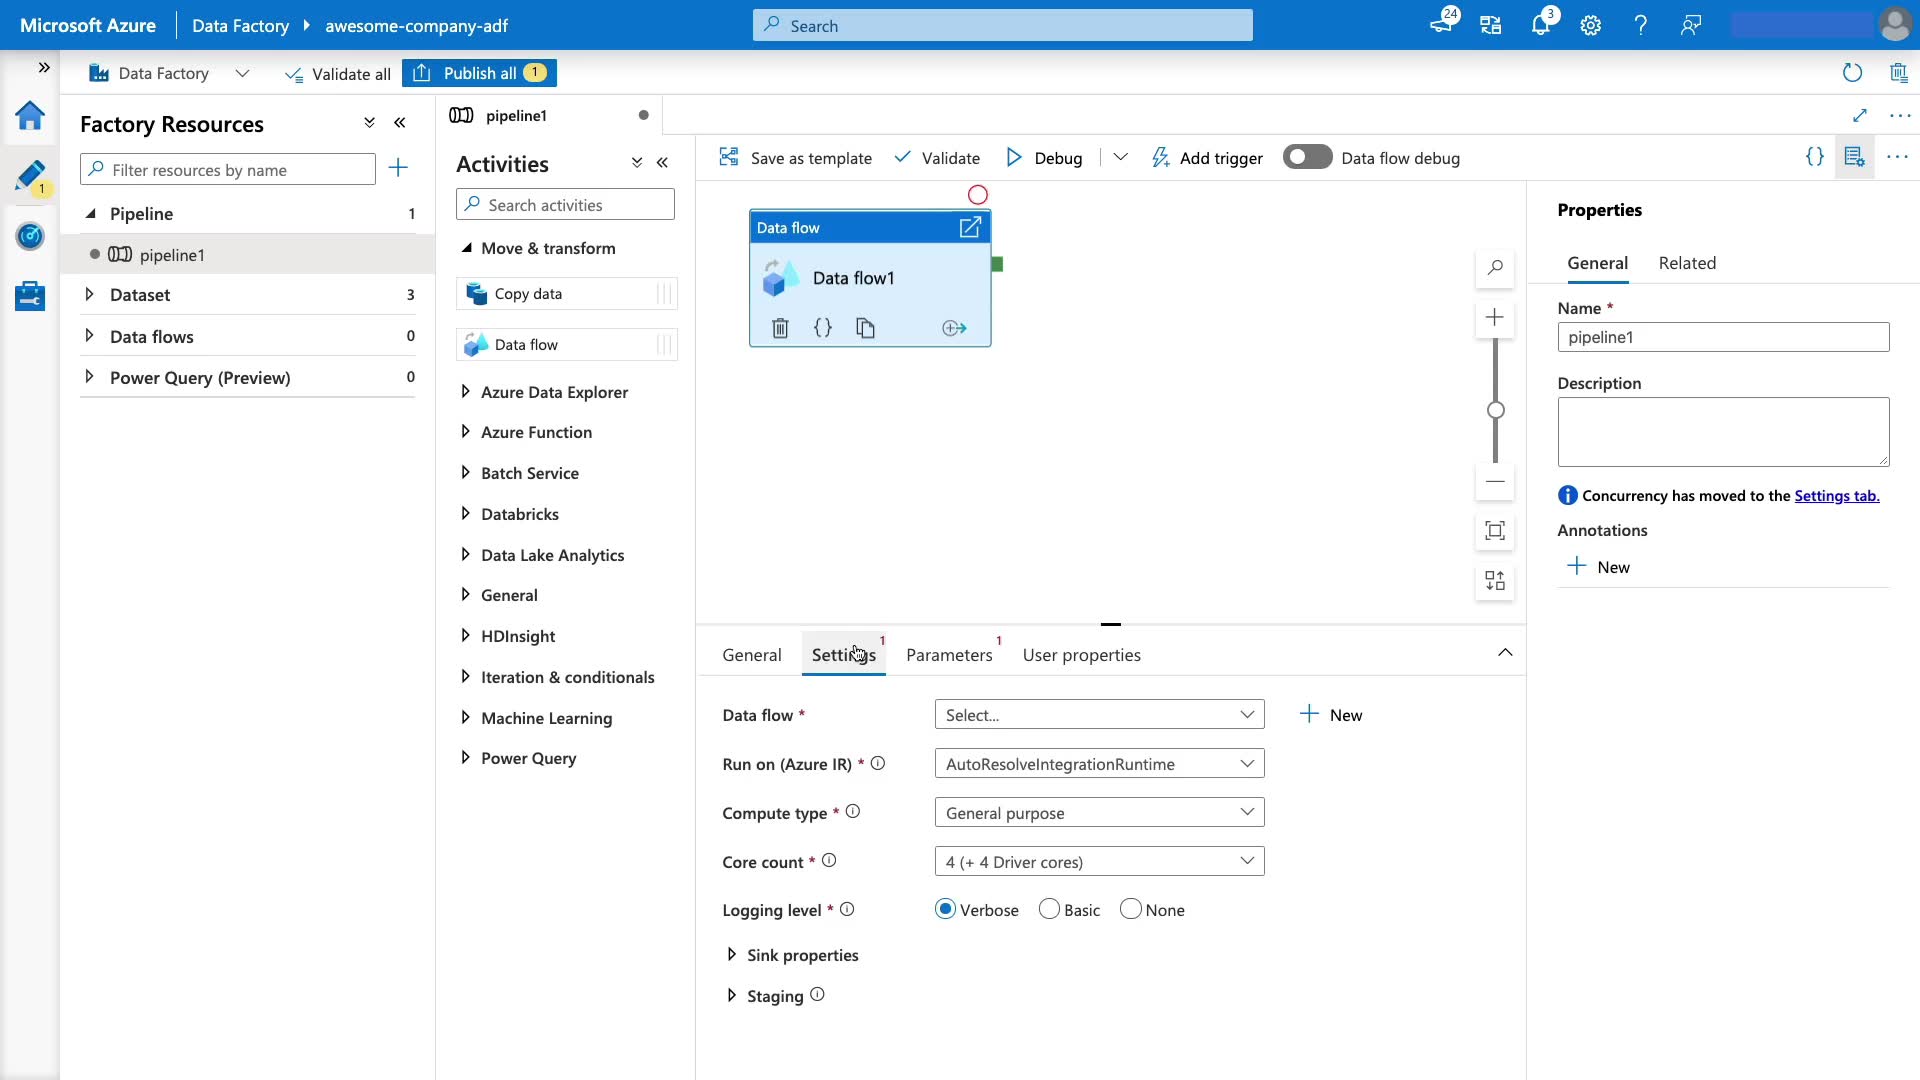 Microsoft Azure
Data Factory
awesome-company-adf
Search
24
3
Data Factory
Validate all
Publish all 1
Factory Resources
Filter resources by name
1
Pipeline 1
pipeline1
Dataset 3
Data flows 0
Power Query (Preview) 0
pipeline1
Activities
Search activities
Move & transform
Copy data
Data flow
Azure Data Explorer
Azure Function
Batch Service
Databricks
Data Lake Analytics
General
HDInsight
Iteration & conditionals
Machine Learning
Power Query
Save as template
Validate
Debug
Add trigger
Data flow debug
Data flow
Data flow1
General
Settings 1
Parameters 1
User properties
Data flow * Select... New
Run on (Azure IR) * AutoResolveIntegrationRuntime
Compute type * General purpose
Core count * 4 (+ 4 Driver cores)
Logging level * Verbose Basic None
Sink properties
Staging
Properties
General Related
Name *
pipeline1
Description
Concurrency has moved to the Settings tab.
Annotations
New